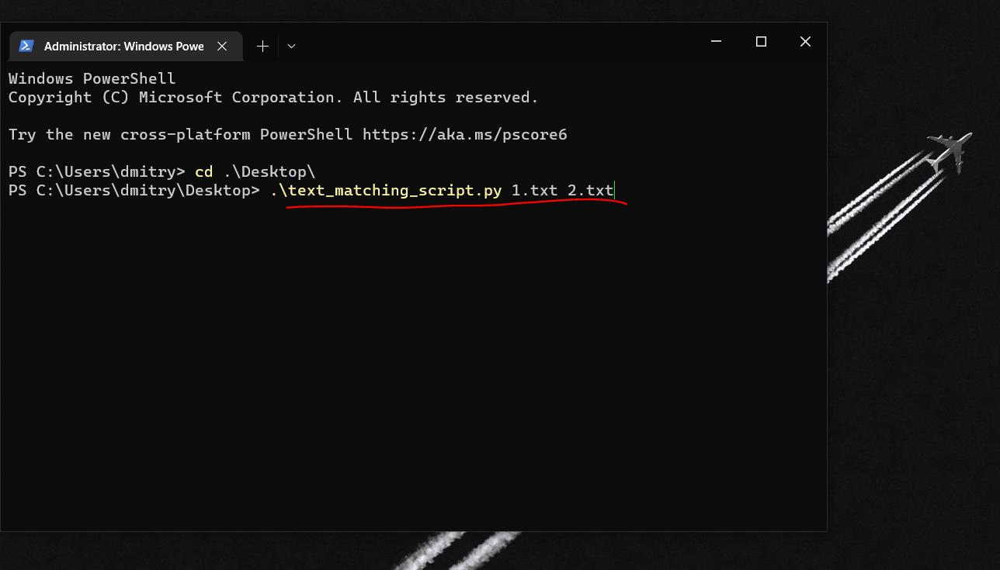 Administrator: Windows Powe
Windows PowerShell
Copyright (C) Microsoft Corporation. All rights reserved.
Try the new cross-platform PowerShell https://aka.ms/pscore6
PS C:\Users\dmitry> cd .\Desktop\
PS C:\Users\dmitry\Desktop> .\text_matching_script.py 1.txt 2.txt